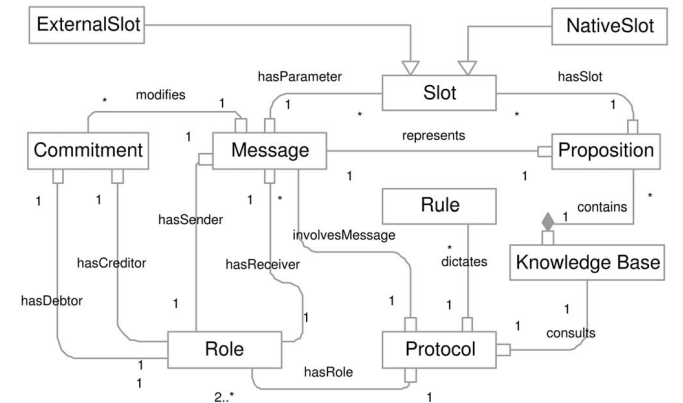 ExternalSlot
NativeSlot
hasParameter
hasSlot
Slot
modifies
*
1
1
*
*
1
1
represents
Commitment
Message
Proposition
1
1
1
1
*
1
1
contains
*
1
hasSender
Rule
involvesMessage
*
dictates
hasCreditor
hasReceiver
Knowledge Base
hasDebtor
1
1
1
1
1
1
consults
Role
Protocol
1
1
hasRole
2..*
1